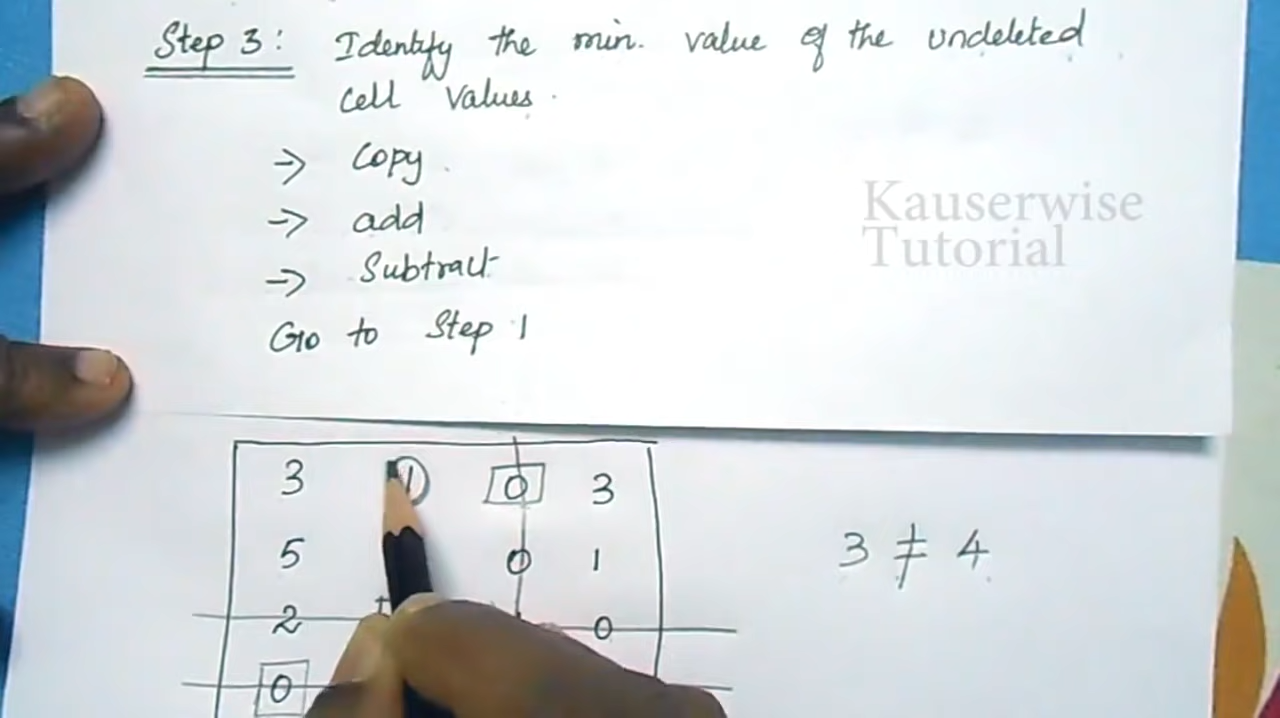 Step 3: Identify the min. value of the undeleted
cell values.
→ copy.
→ add
→ Subtract
Go to Step 1
Kauserwise
Tutorial
3 1 0 3
5 0 1
3 ≠ 4
2 0
0